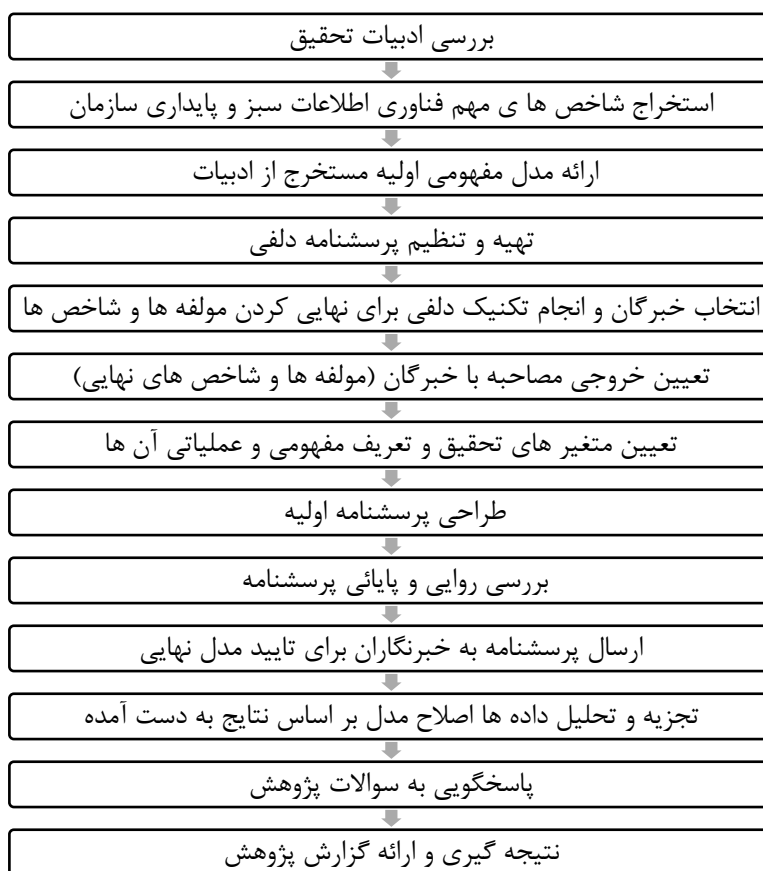 بررسی ادبیات تحقیق
استخراج شاخص ها ی مهم فناوری اطلاعات سبز و پایداری سازمان
ارائه مدل مفهومی اولیه مستخرج از ادبیات
تهیه و تنظیم پرسشنامه دلفی
انتخاب خبرگان و انجام تکنیک دلفی برای نهایی کردن مولفه ها و شاخص ها
تعیین خروجی مصاحبه با خبرگان (مولفه ها و شاخص های نهایی)
تعیین متغیر های تحقیق و تعریف مفهومی و عملیاتی آن ها
طراحی پرسشنامه اولیه
بررسی روایی و پایائی پرسشنامه
ارسال پرسشنامه به خبرنگاران برای تایید مدل نهایی
تجزیه و تحلیل داده ها اصلاح مدل بر اساس نتایج به دست آمده
پاسخگویی به سوالات پژوهش
نتیجه گیری و ارائه گزارش پژوهش